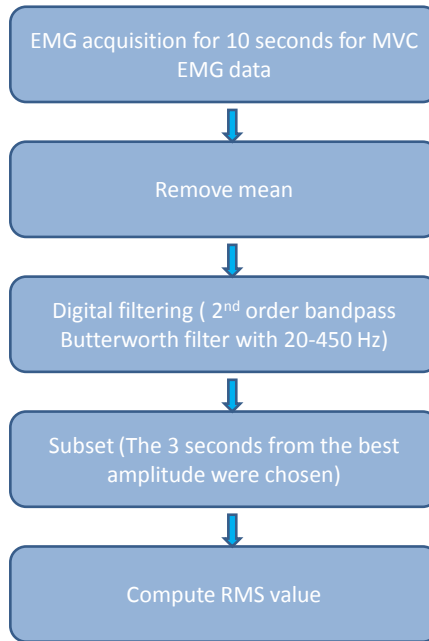 EMG acquisition for 10 seconds for MVC
EMG data
Remove mean
Digital filtering ( 2nd order bandpass
Butterworth filter with 20-450 Hz)
Subset (The 3 seconds from the best
amplitude were chosen)
Compute RMS value